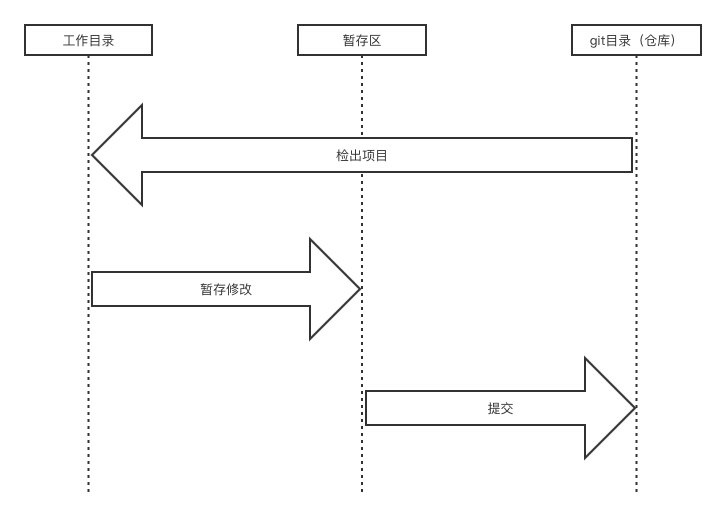 工作目录
暂存区
git目录（仓库）
检出项目
暂存修改
提交